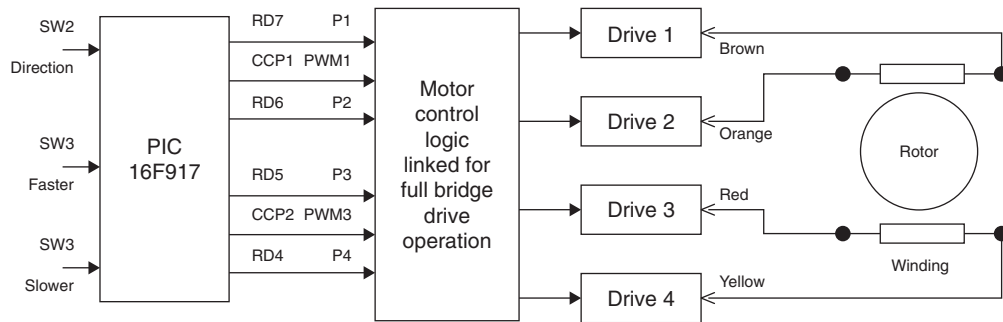 SW2
Direction
SW3
Faster
SW3
Slower
PIC
16F917
RD7 P1
CCP1 PWM1
RD6 P2
RD5 P3
CCP2 PWM3
RD4 P4
Motor
control
logic
linked for
full bridge
drive
operation
Drive 1
Brown
Drive 2
Orange
Drive 3
Red
Drive 4
Yellow
Rotor
Winding